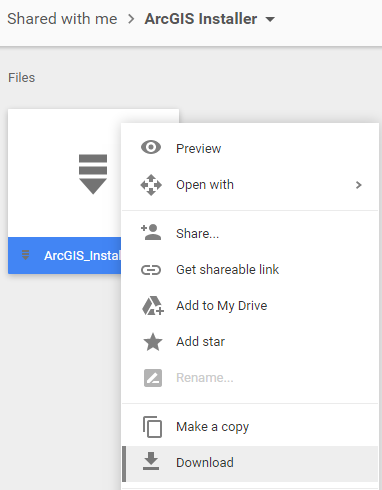 Shared with me > ArcGIS Installer
Files
Preview
Open with
Share...
ArcGIS_Instal
Get shareable link
Add to My Drive
Add star
Rename...
Make a copy
Download